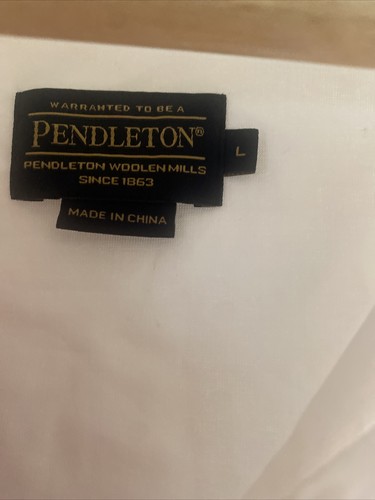 WARRANTED TO BE A
PENDLETON®
L
PENDLETON WOOLEN MILLS
SINCE 1863
MADE IN CHINA